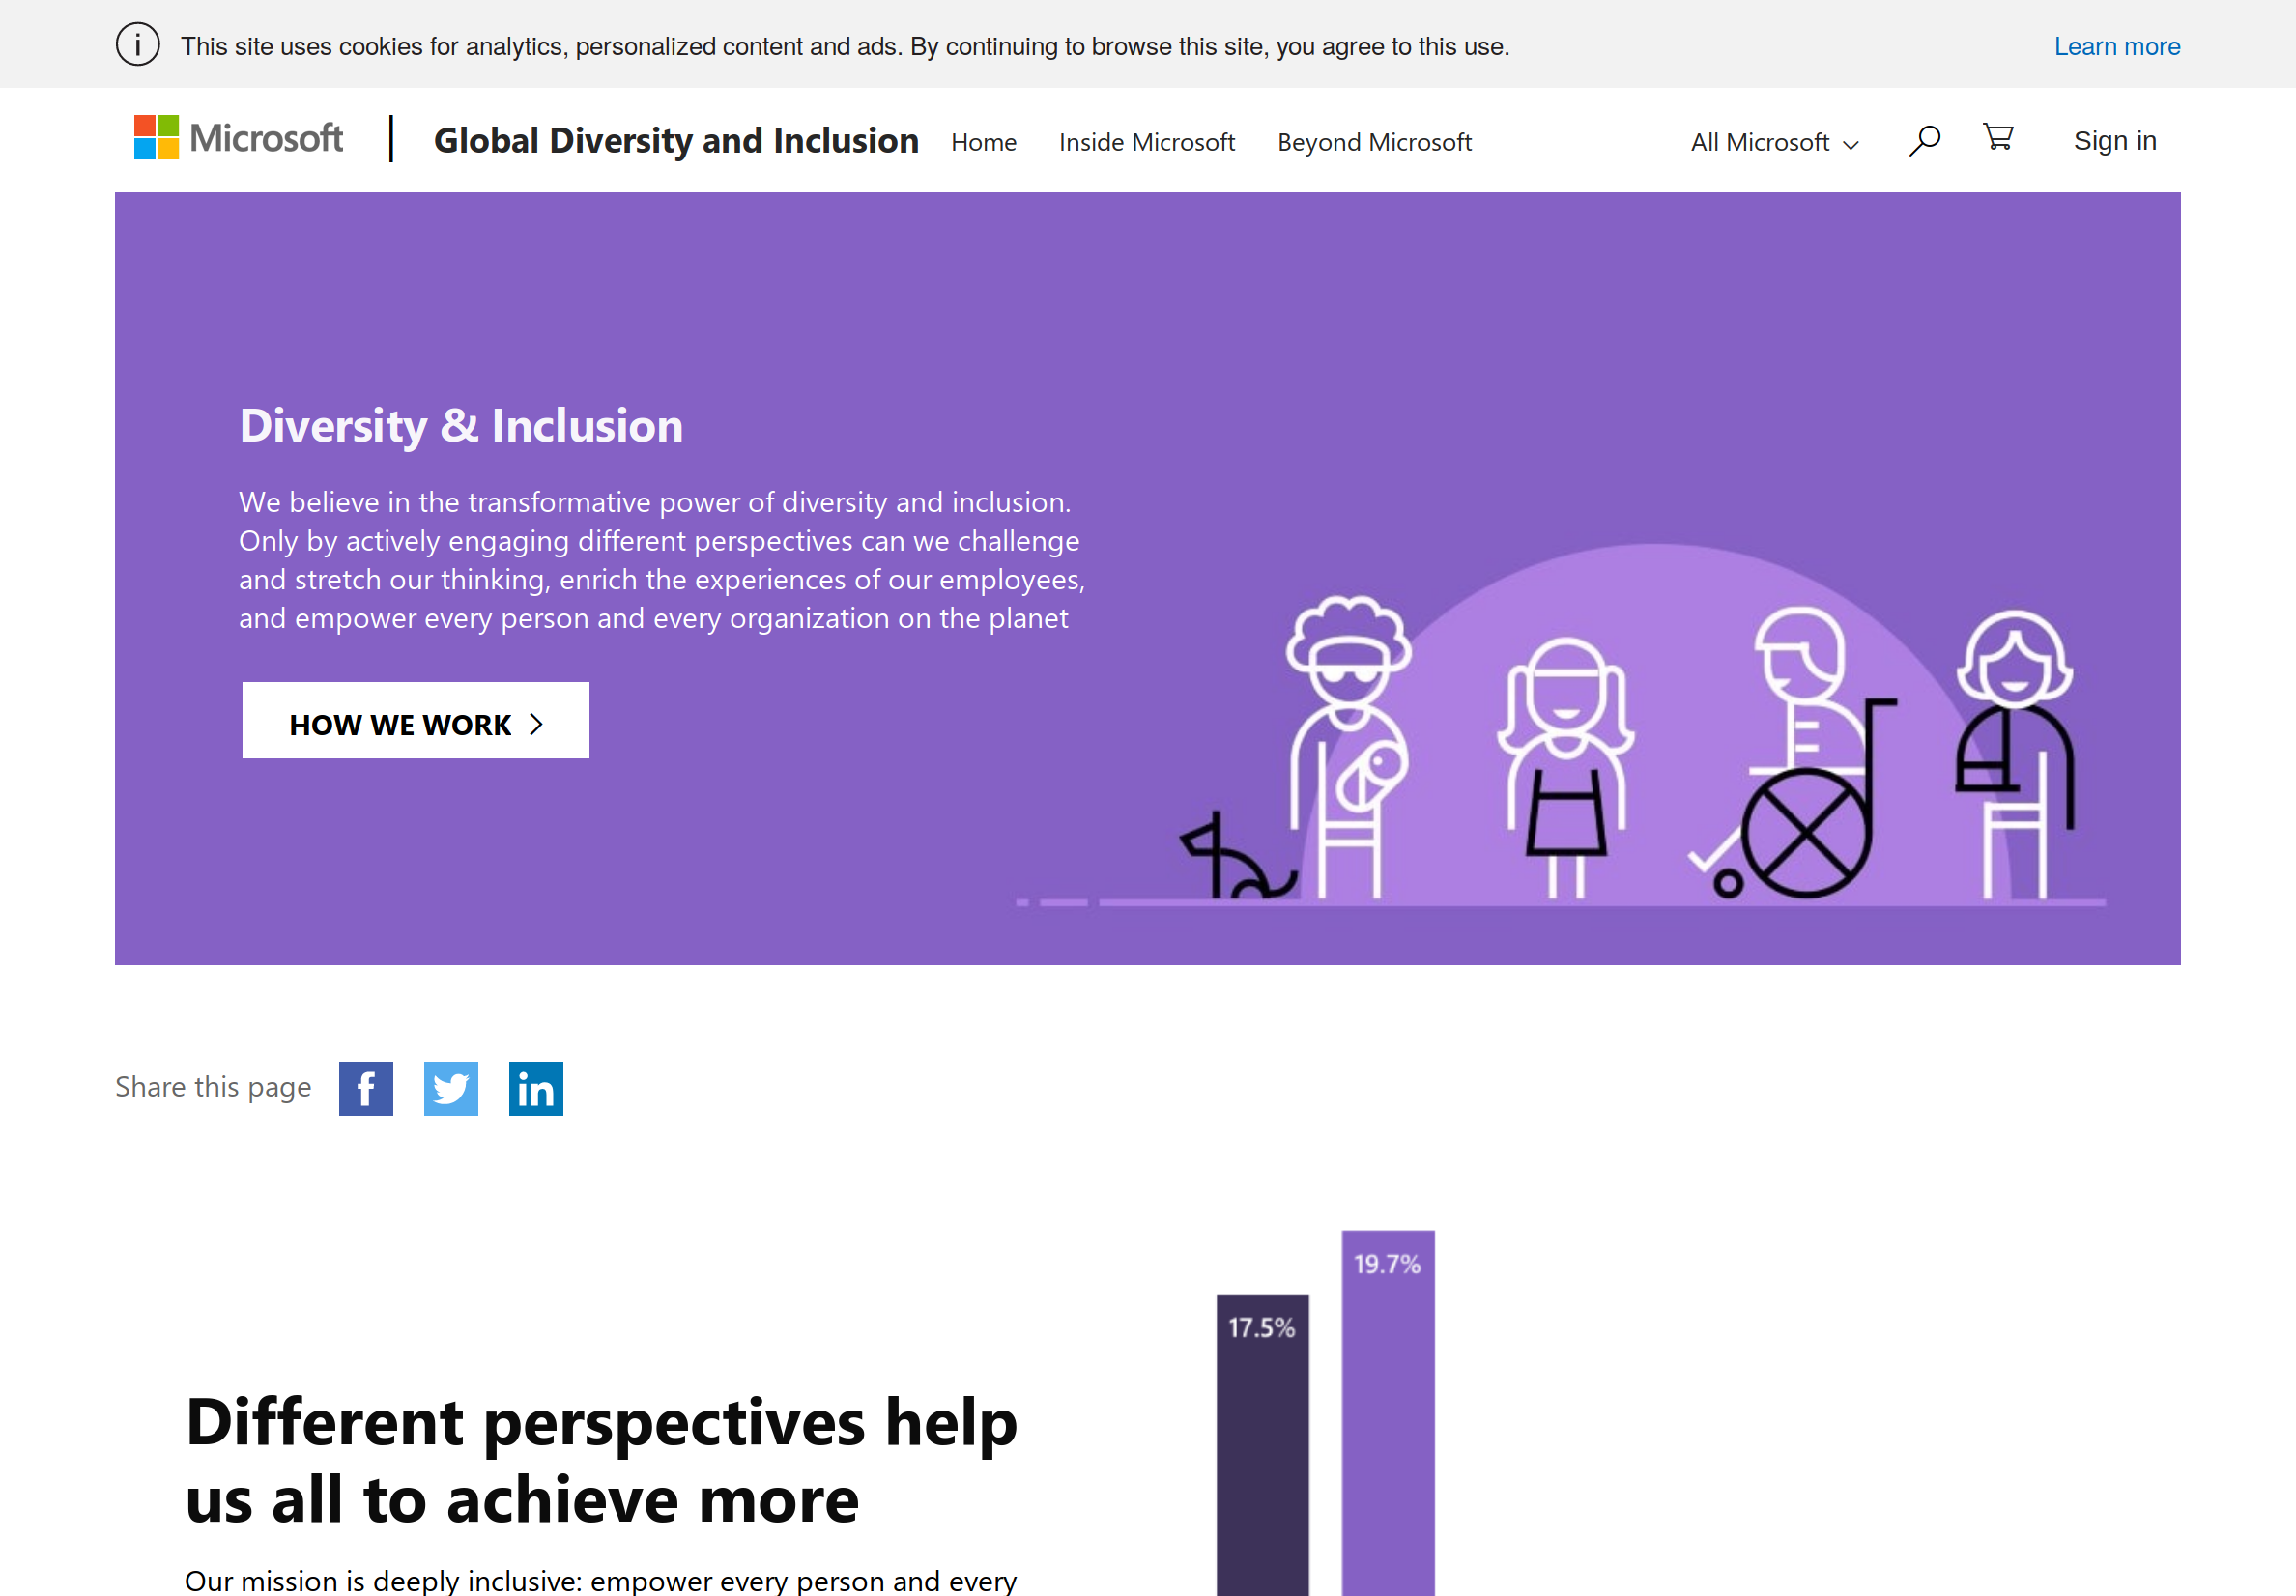 This site uses cookies for analytics, personalized content and ads. By continuing to browse this site, you agree to this use.
Learn more
Microsoft
Global Diversity and Inclusion
Home
Inside Microsoft
Beyond Microsoft
All Microsoft
Sign in
Diversity & Inclusion
We believe in the transformative power of diversity and inclusion.
Only by actively engaging different perspectives can we challenge
and stretch our thinking, enrich the experiences of our employees,
and empower every person and every organization on the planet
HOW WE WORK
Share this page
19.7%
17.5%
Different perspectives help
us all to achieve more
Our mission is deeply inclusive: empower every person and every